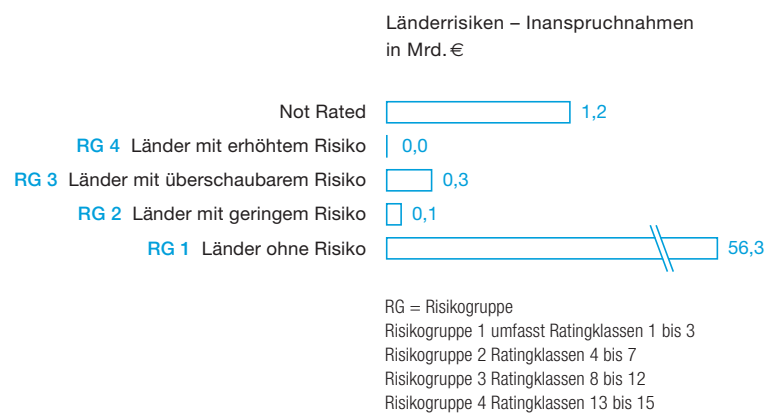 Länderrisiken – Inanspruchnahmen
in Mrd. €
Not Rated 1,2
RG 4 Länder mit erhöhtem Risiko 0,0
RG 3 Länder mit überschaubarem Risiko 0,3
RG 2 Länder mit geringem Risiko 0,1
RG 1 Länder ohne Risiko 56,3
RG = Risikogruppe
Risikogruppe 1 umfasst Ratingklassen 1 bis 3
Risikogruppe 2 Ratingklassen 4 bis 7
Risikogruppe 3 Ratingklassen 8 bis 12
Risikogruppe 4 Ratingklassen 13 bis 15